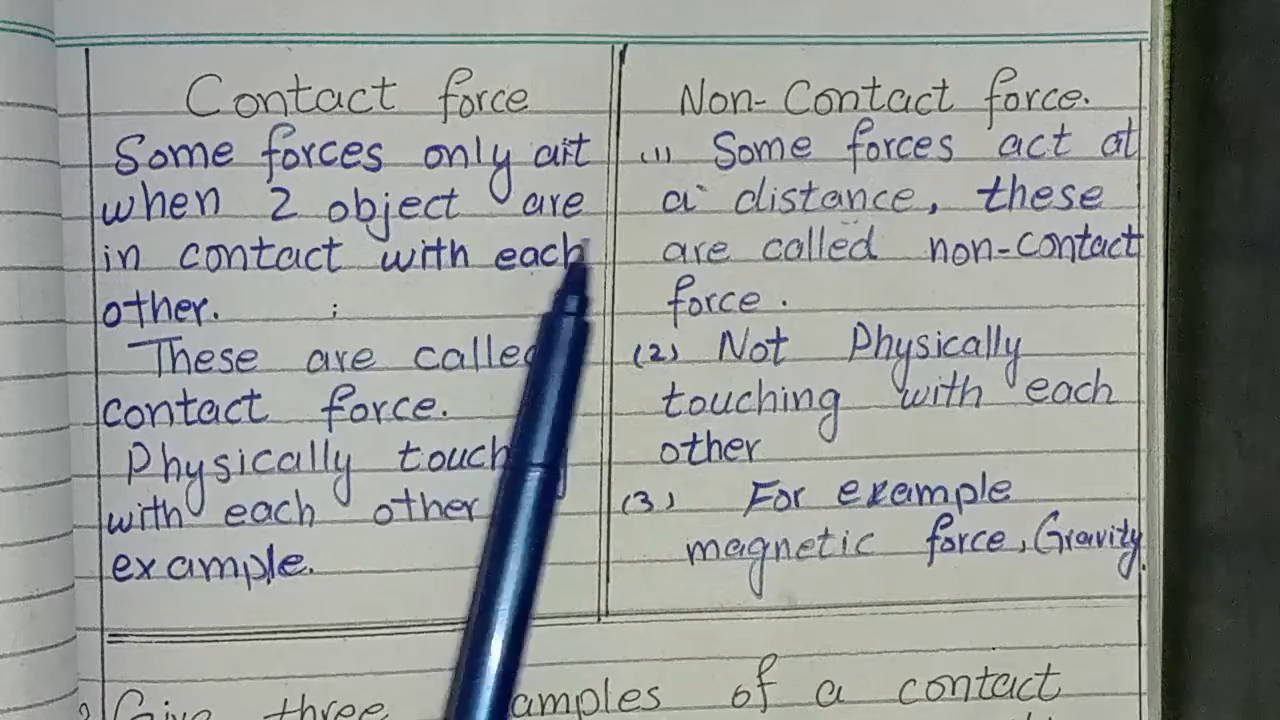 Contact force
Some forces only act
when 2 object are
in contact with each
other.
These are called
contact force.
Physically touch
with each other
example.
Non-Contact force.
(1) Some forces act at
a distance, these
are called non-contact
force.
(2) Not Physically
touching with each
other
(3) For example
magnetic force, Gravity.
Give three amples of a contact